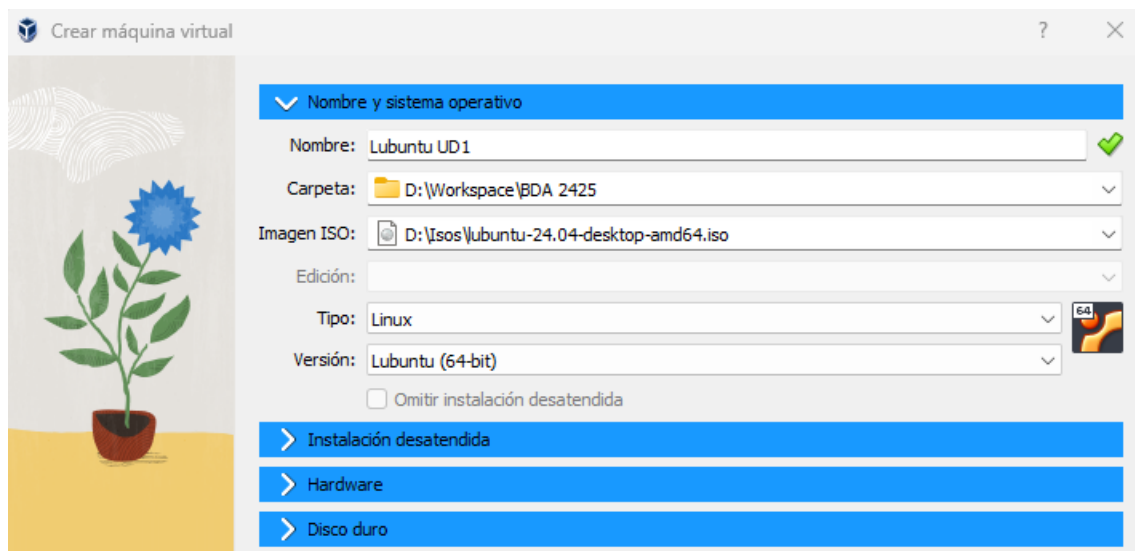 Crear máquina virtual
?
Nombre y sistema operativo
Nombre: Lubuntu UD1
Carpeta: D:\Workspace\BDA 2425
Imagen ISO: D:\Isos\lubuntu-24.04-desktop-amd64.iso
Edición:
Tipo: Linux
64
Versión: Lubuntu (64-bit)
Omitir instalación desatendida
Instalación desatendida
Hardware
Disco duro